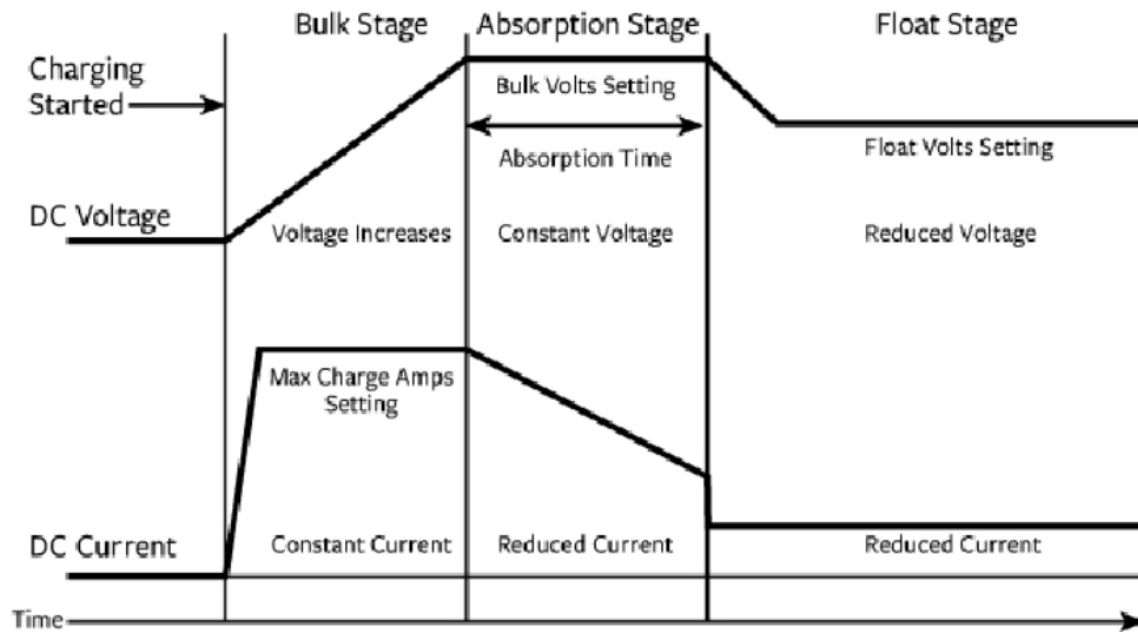 Bulk Stage
Absorption Stage
Float Stage
Charging
Started
Bulk Volts Setting
Absorption Time
Float Volts Setting
DC Voltage
Voltage Increases
Constant Voltage
Reduced Voltage
Max Charge Amps
Setting
DC Current
Constant Current
Reduced Current
Reduced Current
Time